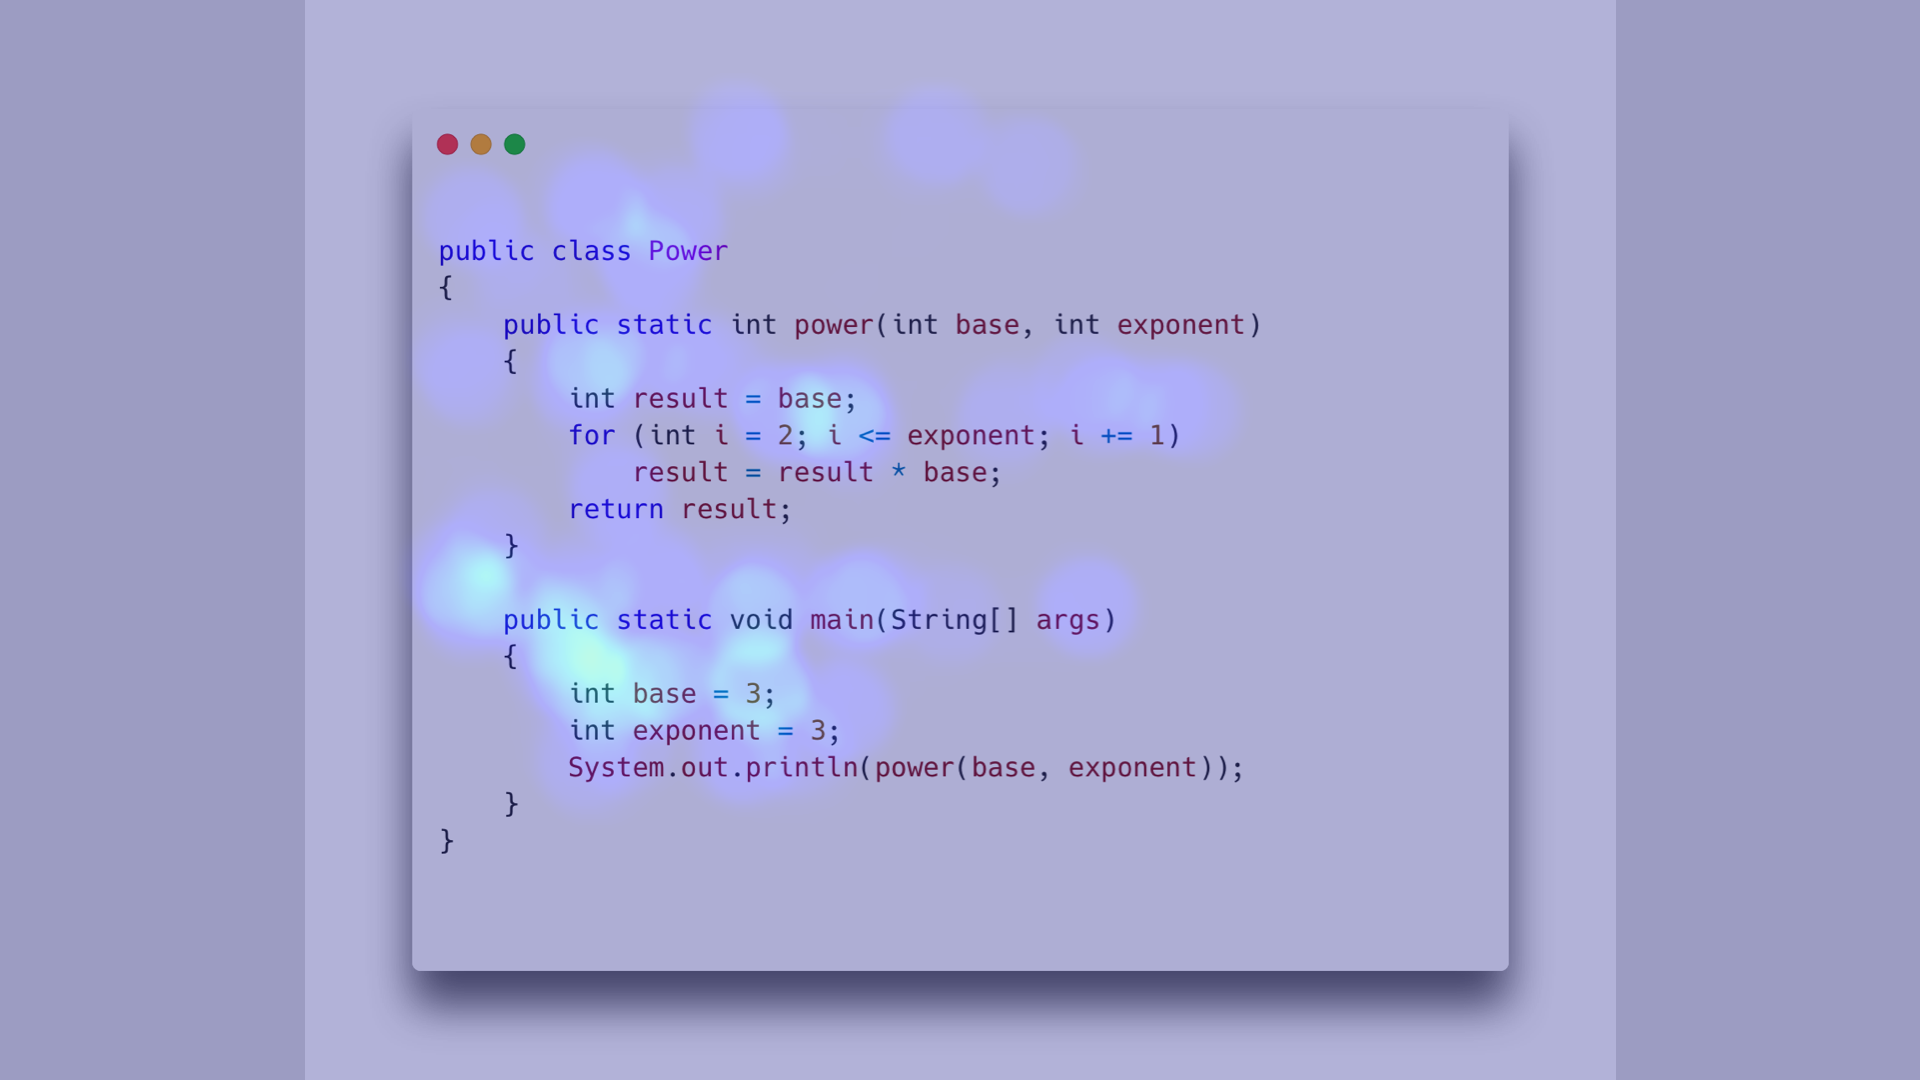 public class Power
{
    public static int power(int base, int exponent)
    {
        int result = base;
        for (int i = 2; i <= exponent; i += 1)
            result = result * base;
        return result;
    }
    public static void main(String[] args)
    {
        int base = 3;
        int exponent = 3;
        System.out.println(power(base, exponent));
    }
}